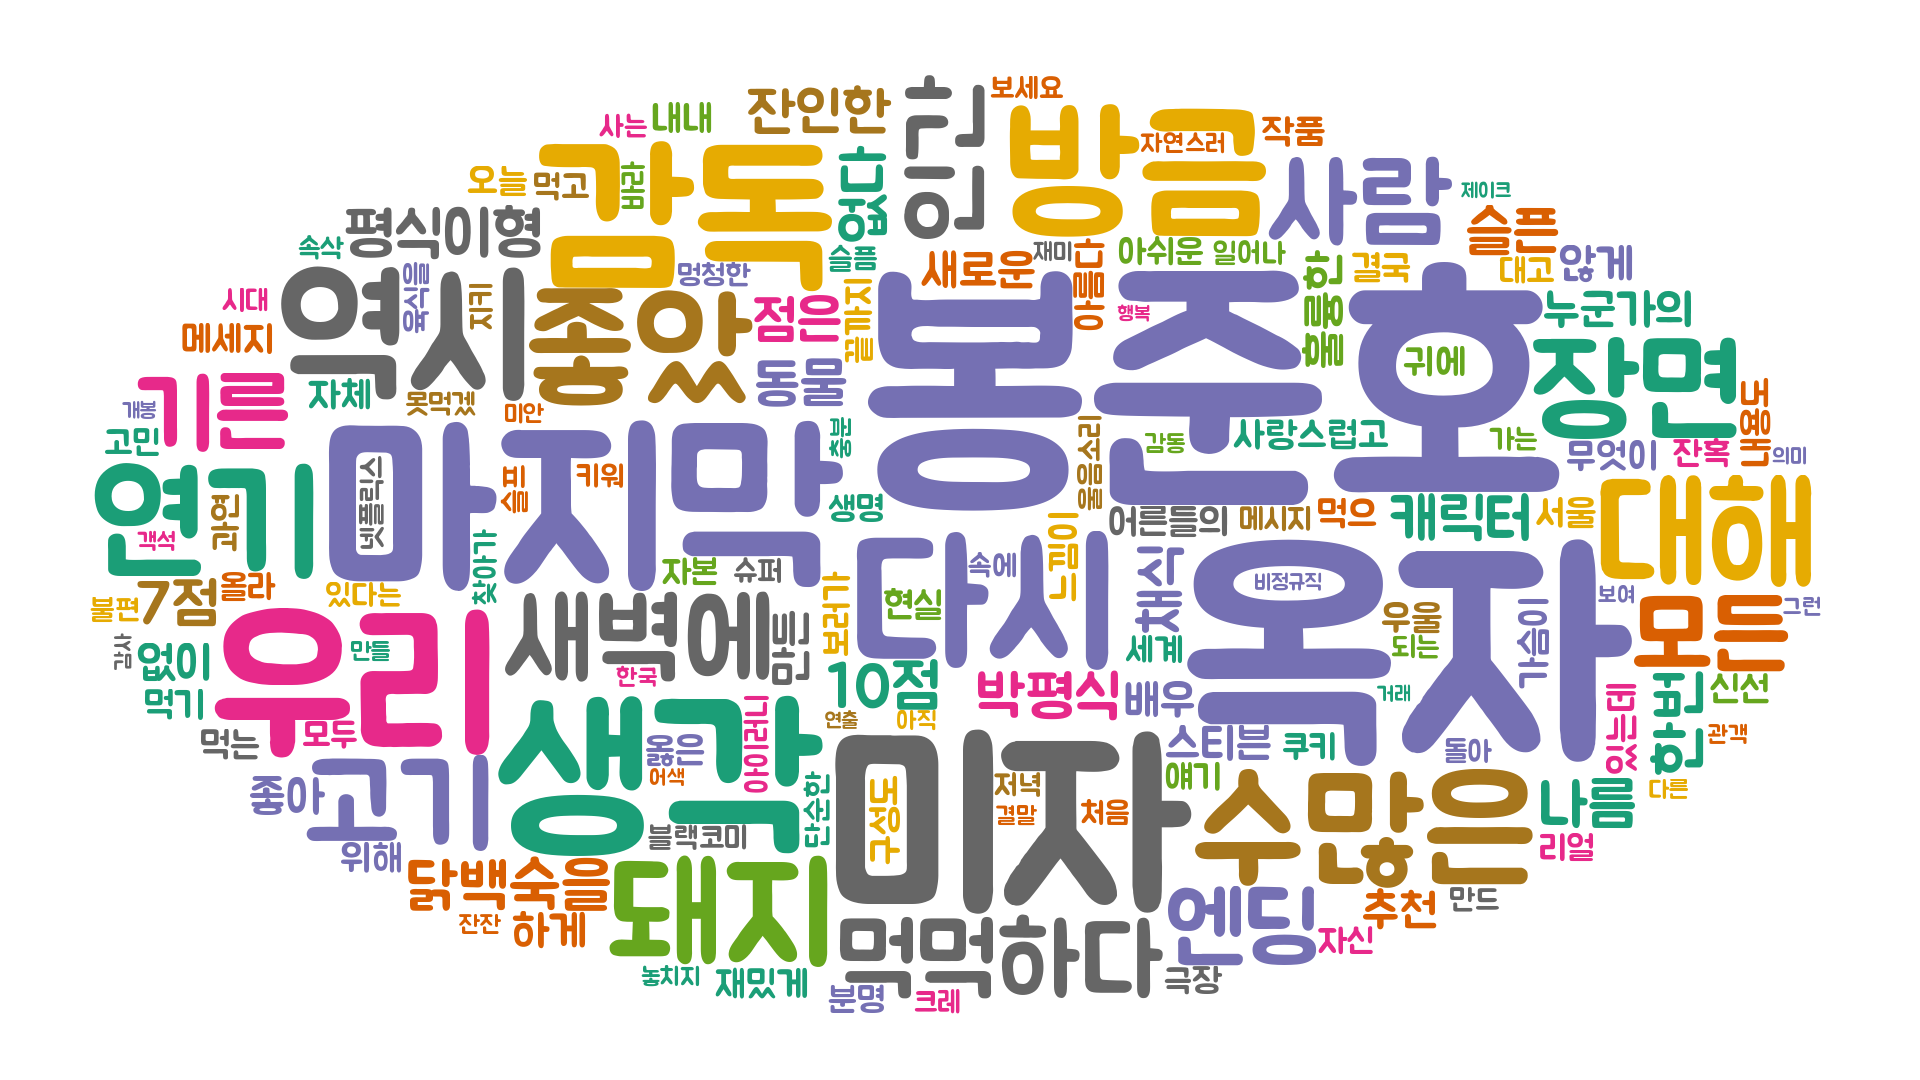 보세요
잔인한
내내
사는
인간
방금
자연스러
작품
감독
없다
사람
제이크
오늘
먹고
바라
평식이형
속삭
슬픔
슬픈
새로운
재미
아름다
아쉬운
일어나
훌륭한
결국
대고
않게
멍청한
육식을
역시
지키
좋았
점은
끝까지
봉준호
행복
누군가의
시대
메세지
동물
귀에
장면
기른
자체
못먹겠
미안
개봉
고민
마지막
충분
울음소리
감동
사랑스럽고
가는
무엇이
잔혹
내용도
의미
연기
과연
넷플릭스
슬프
키워
생명
어른들의
메시지
먹으
캐릭터
서울
대해
객석
찾아가
다시
느낌이
속에
채식
옥자
비정규직
자본
슈퍼
7점
올라
있다는
불편
보러가
현실
우울
되는
가슴이
보여
그런
모든
우리
새벽에
만든
세계
감사
없이
만들
한국
10점
박평식
배우
거래
한번
신선
있는데
먹기
생각
아이러니
연출
아직
관객
먹는
모두
옳은
어색
미자
스티븐
쿠키
돌아
얘기
좋아
고기
단순한
구성도
저녁
결말
처음
수많은
나름
다른
블랙코미
위해
리얼
닭백숙을
돼지
엔딩
추천
만드
잔잔
하게
먹먹하다
자신
놓치지
재밌게
극장
분명
크레